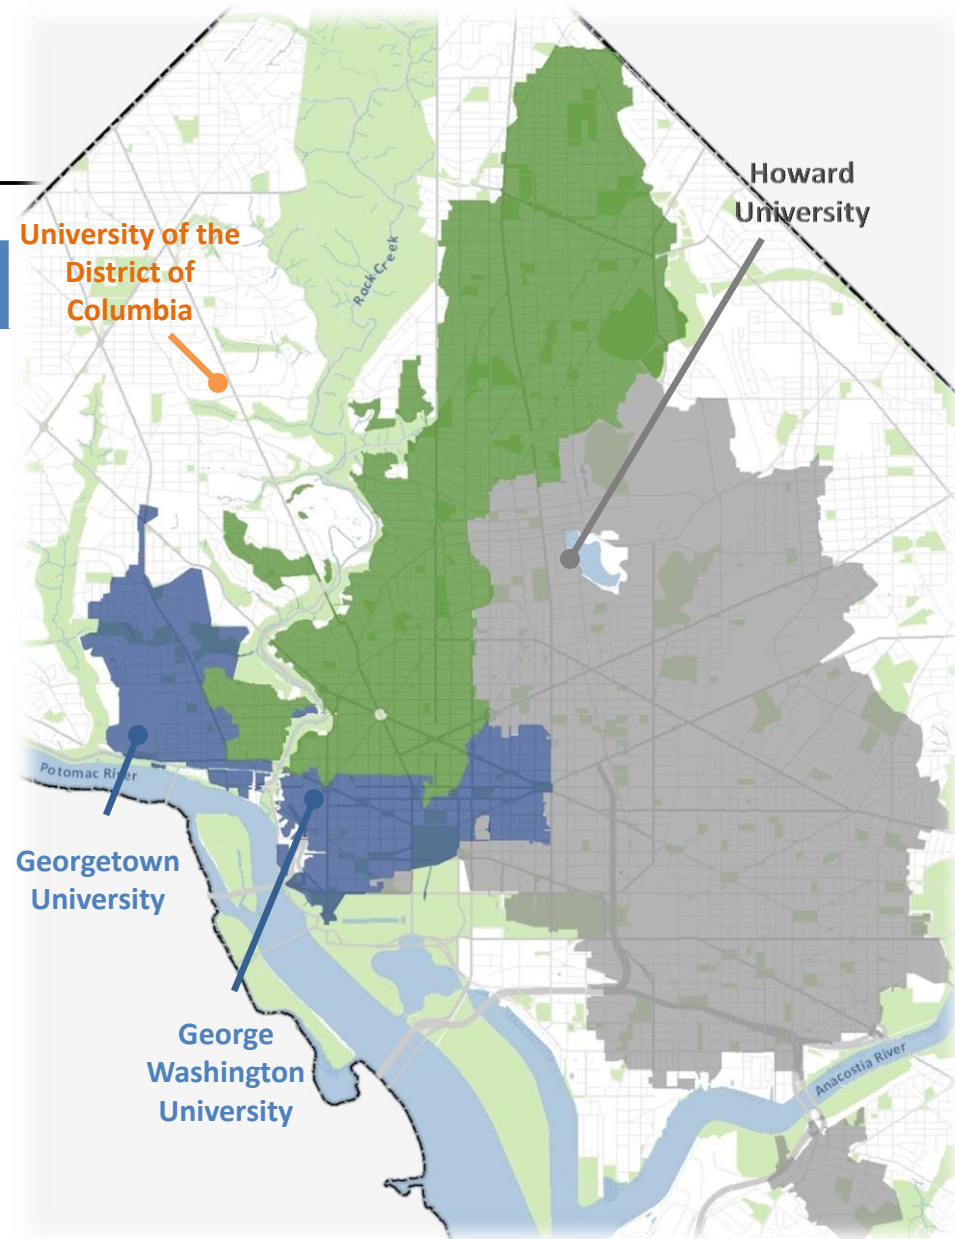 Howard
University
University of the
District of
Columbia
Rock Creek
Potomac River
Georgetown
University
George
Washington
University
Anacostia River